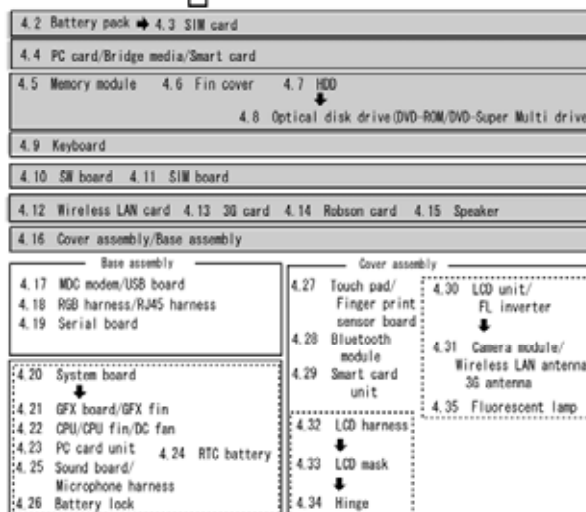 4.2 Battery pack ➡ 4.3 SIM card
4.4 PC card/Bridge media/Smart card
4.5 Memory module 4.6 Fin cover 4.7 HDD
4.8 Optical disk drive(DVD-ROM/DVD-Super Multi drive
4.9 Keyboard
4.10 SW board 4.11 SIM board
4.12 Wireless LAN card 4.13 3G card 4.14 Robson card 4.15 Speaker
4.16 Cover assembly/Base assembly
Base assembly
4.17 MDC modem/USB board
4.18 RGB harness/RJ45 harness
4.19 Serial board
4.20 System board
4.21 GFX board/GFX fin
4.22 CPU/CPU fin/DC fan
4.23 PC card unit
4.24 RTC battery
4.25 Sound board/
Microphone harness
4.26 Battery lock
Cover assembly
4.27 Touch pad/
Finger print
sensor board
4.28 Bluetooth
module
4.29 Smart card
unit
4.30 LCD unit/
FL inverter
4.31 Camera module/
Wireless LAN antenna
3G antenna
4.35 Fluorescent lamp
4.32 LCD harness
4.33 LCD mask
4.34 Hinge